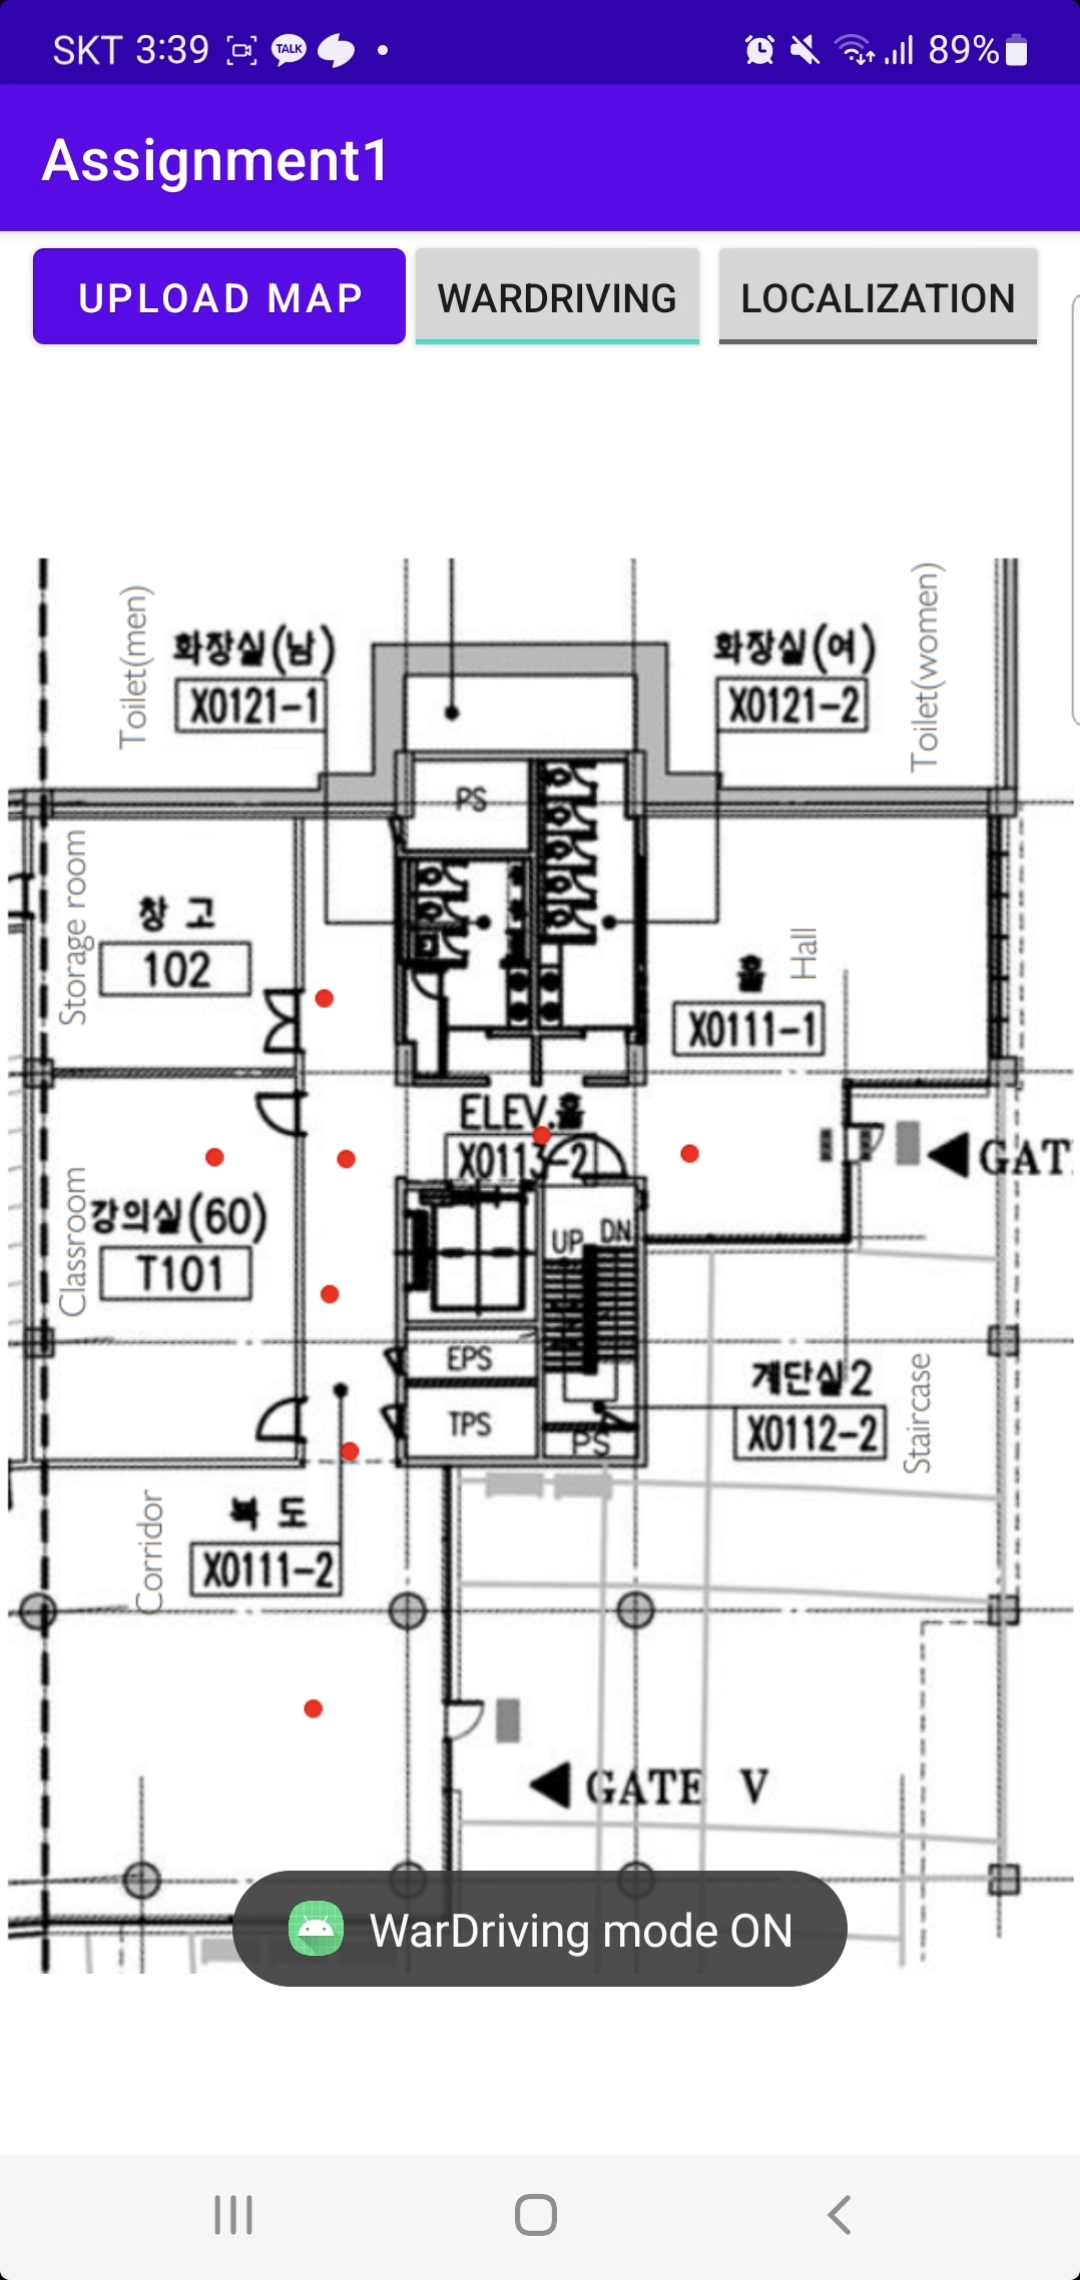 SKT 3:39 TALK 89%
Assignment1
UPLOAD MAP WARDRIVING LOCALIZATION
Toilet(men)
화장실(남)
X0121-1
화장실(여)
X0121-2
Toilet(women)
PS
Storage room
창 고
102
홀
Hall
X0111-1
ELEV.홀
X0113-2
GAT
Classroom
강의실(60)
T101
UP DN
EPS
TPS
PS
계단실2
X0112-2
Staircase
Corridor
복 도
X0111-2
GATE V
WarDriving mode ON